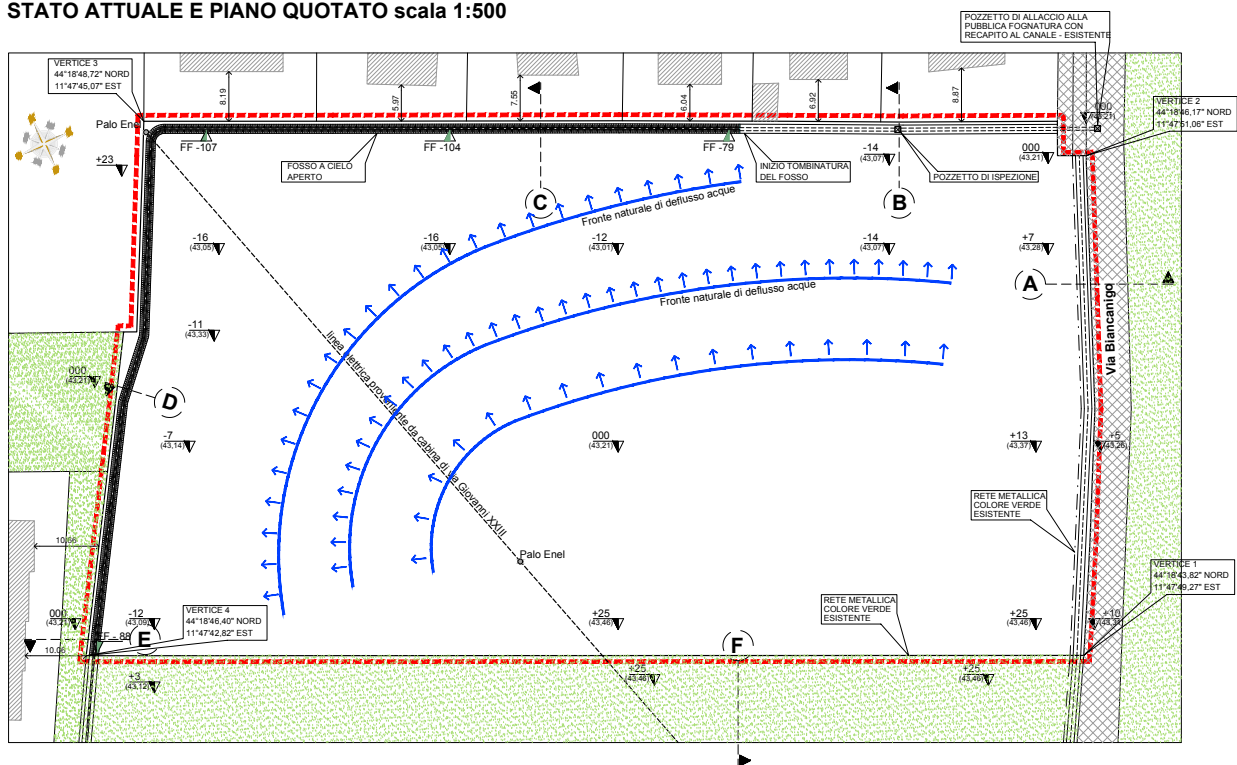 STATO ATTUALE E PIANO QUOTATO scala 1:500
POZZETTO DI ALLACCIO ALLA
PUBBLICA FOGNATURA CON
RECAPITO AL CANALE - ESISTENTE
VERTICE 3
44°18'48,72" NORD
11°47'45,07" EST
8.19
5.97
7.55
6.04
6.92
8.87
000
(43,21)
VERTICE 2
44°18'46,17" NORD
11°47'51,06" EST
Palo Enel
+23
FF -107
FOSSO A CIELO
APERTO
FF -104
C
FF -79
INIZIO TOMBINATURA
DEL FOSSO
-14
(43,07)
B
POZZETTO DI ISPEZIONE
000
(43,21)
Fronte naturale di deflusso acque
-16
(43,05)
-16
(43,05)
-12
(43,01)
-14
(43,07)
+7
(43,28)
A
Fronte naturale di deflusso acque
Via Biancanigo
-11
(43,33)
linea elettrica proveniente da cabina di via Giovanni XXIII
000
(43,21)
D
-7
(43,14)
000
(43,21)
+13
(43,37)
+5
(43,26)
RETE METALLICA
COLORE VERDE
ESISTENTE
10.66
Palo Enel
VERTICE 1
44°18'43,82" NORD
11°47'49,27" EST
000
(43,21)
-12
(43,09)
VERTICE 4
44°18'46,40" NORD
11°47'42,82" EST
+25
(43,46)
RETE METALLICA
COLORE VERDE
ESISTENTE
+25
(43,46)
+10
FF - 88
E
F
10.06
+3
(43,12)
+25
(43,46)
+25
(43,46)